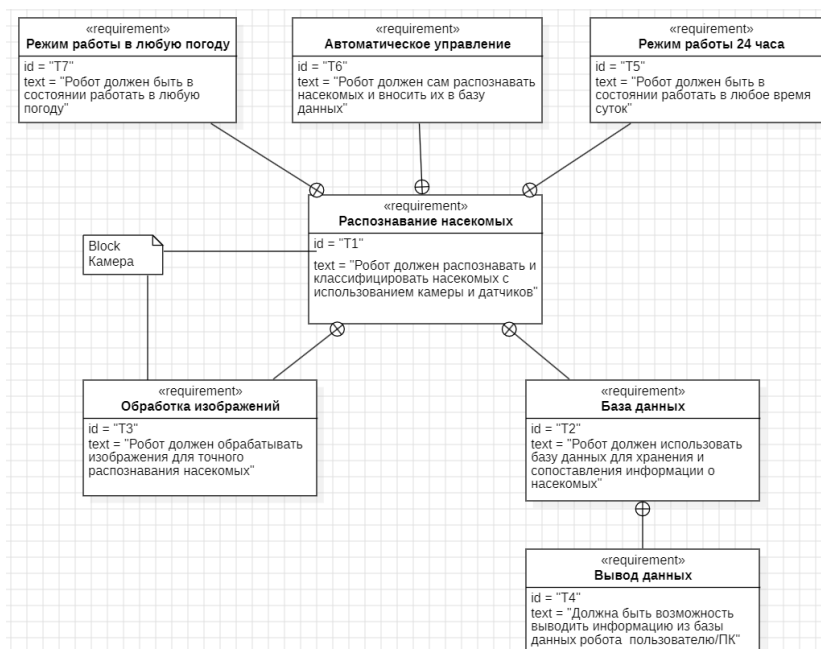 «requirement»
Режим работы в любую погоду
id = "T7"
text = "Робот должен быть в
состоянии работать в любую
погоду"
«requirement»
Автоматическое управление
id = "T6"
text = "Робот должен сам распознавать
насекомых и вносить их в базу
данных"
«requirement»
Режим работы 24 часа
id = "T5"
text = "Робот должен быть в
состоянии работать в любое время
суток"
«requirement»
Распознавание насекомых
id = "T1"
text = "Робот должен распознавать и
классифицировать насекомых с
использованием камеры и датчиков"
Block
Камера
«requirement»
Обработка изображений
id = "T3"
text = "Робот должен обрабатывать
изображения для точного
распознавания насекомых"
«requirement»
База данных
id = "T2"
text = "Робот должен использовать
базу данных для хранения и
сопоставления информации о
насекомых"
«requirement»
Вывод данных
id = "T4"
text = "Должна быть возможность
выводить информацию из базы
данных робота пользователю/ПК"